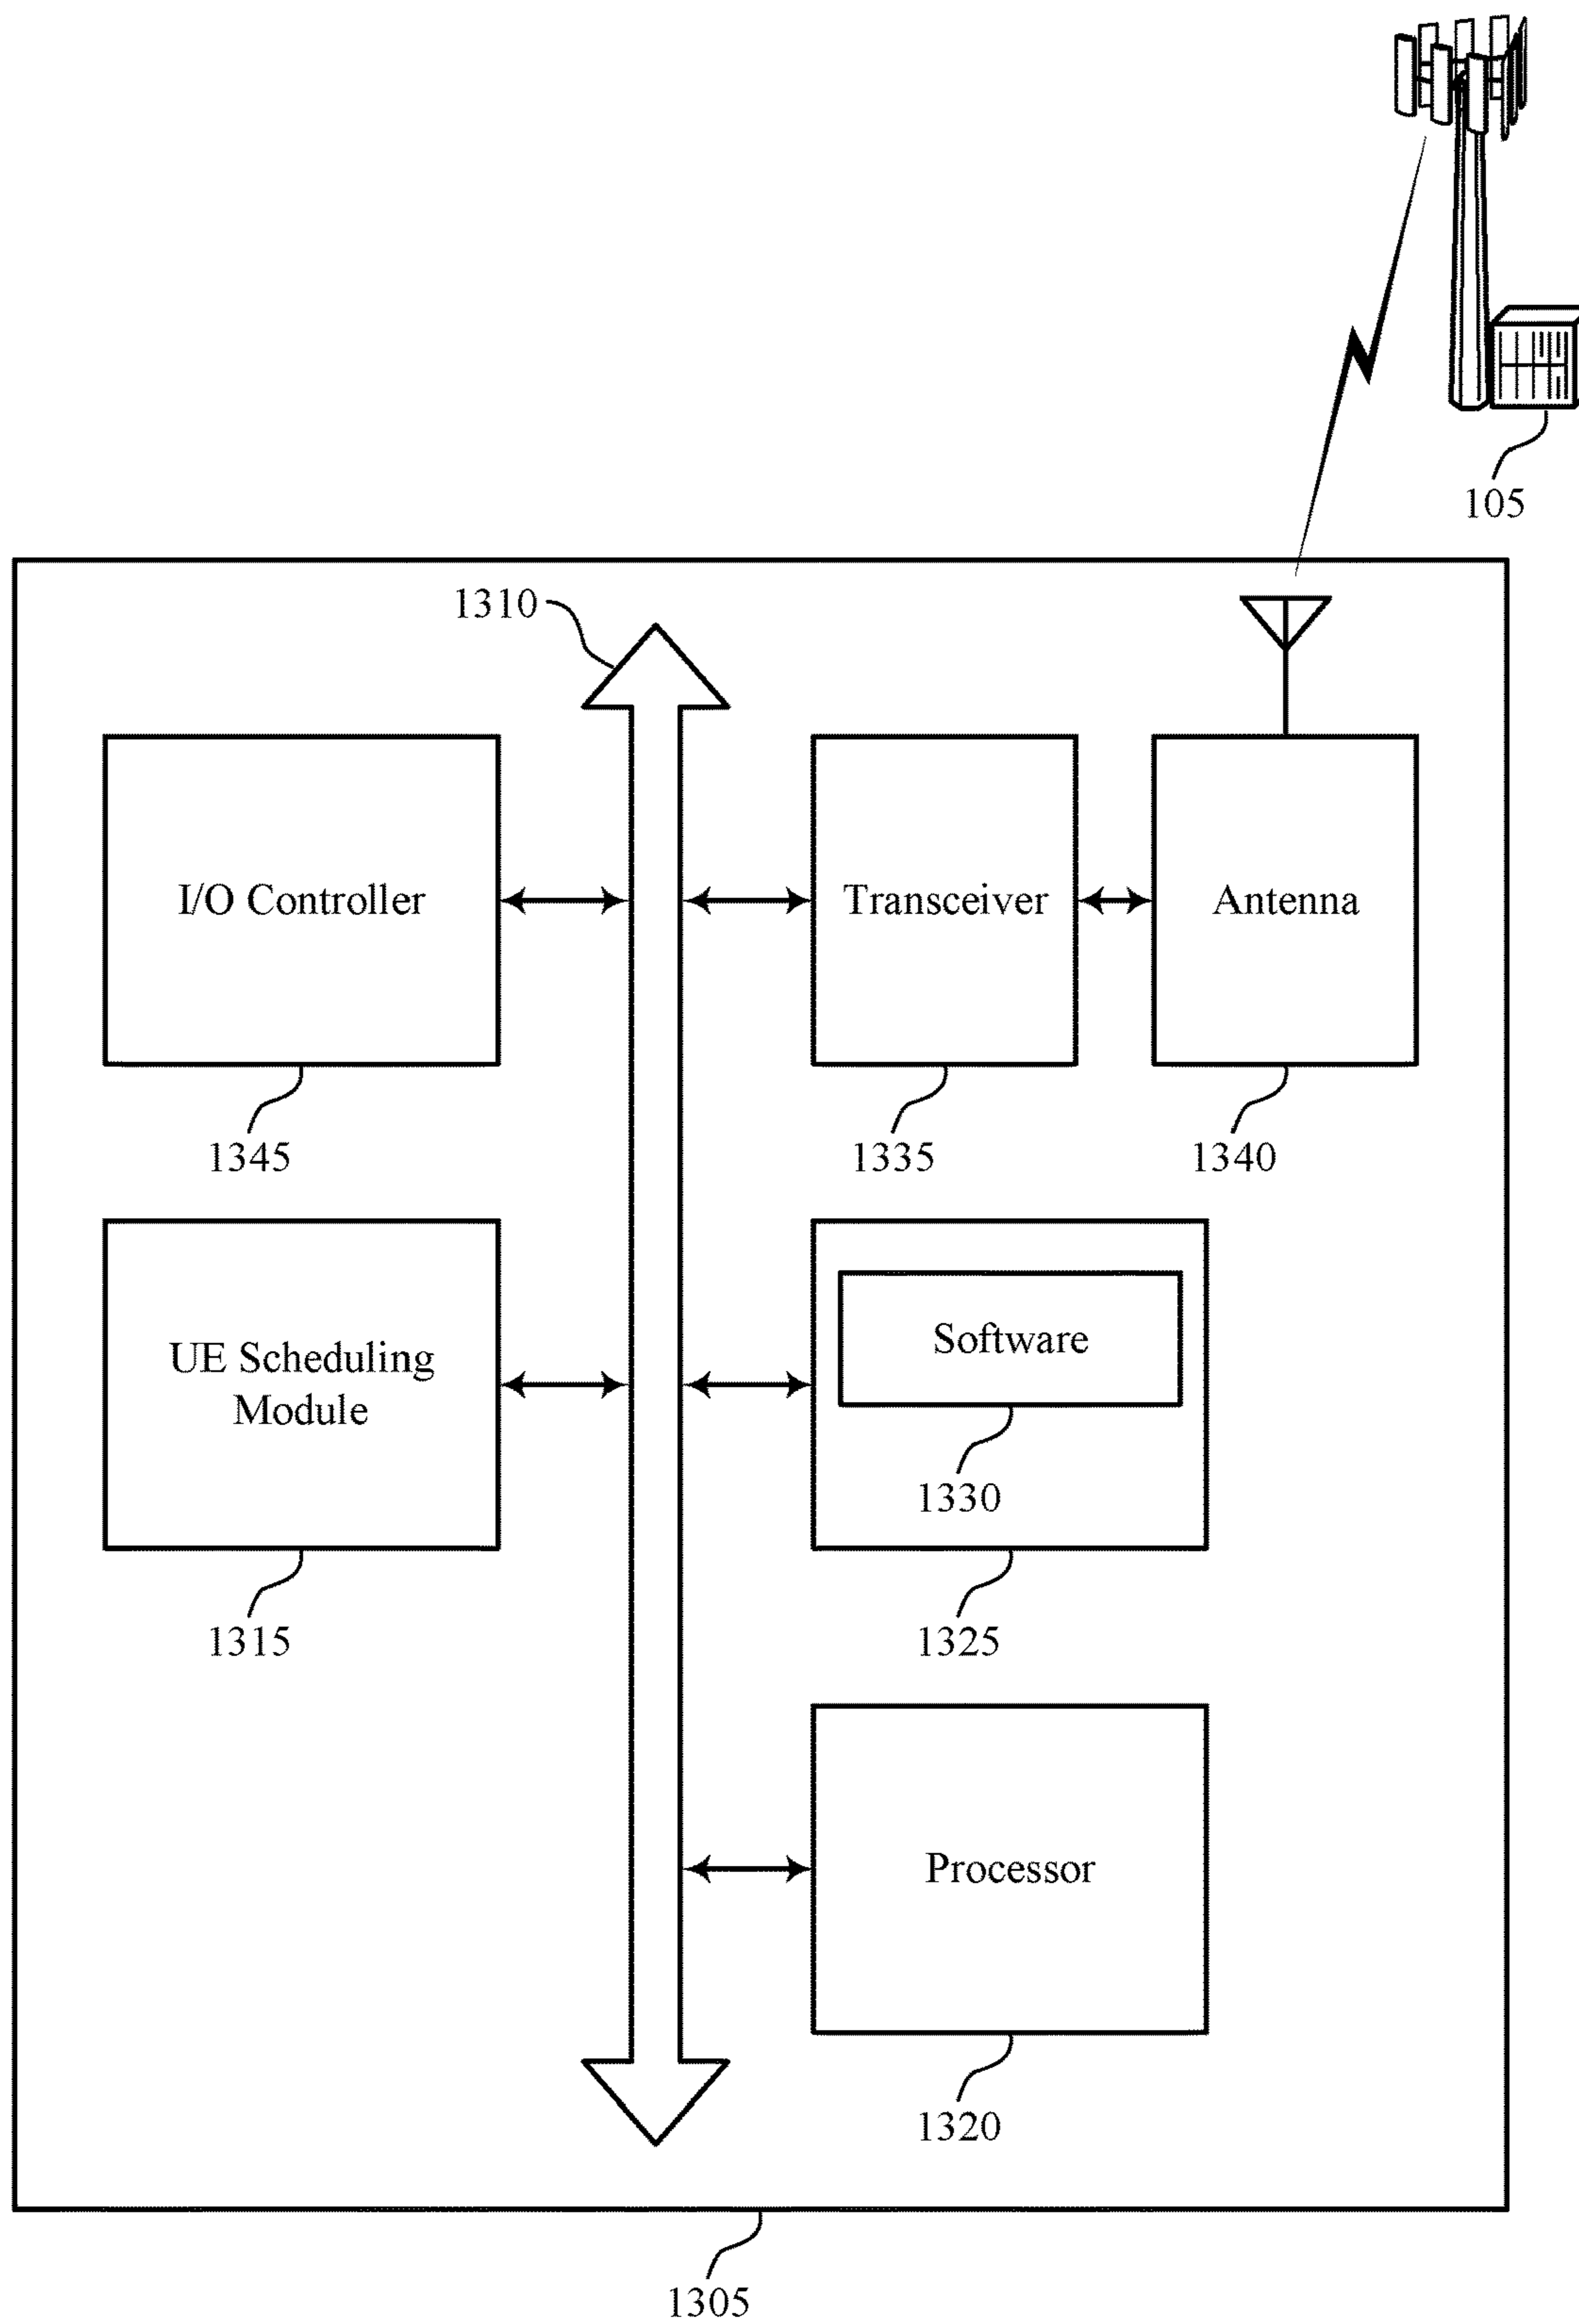 105
1310
I/O Controller
Transceiver
Antenna
1345
1335
1340
UE Scheduling
Module
Software
1330
1315
1325
Processor
1320
1305